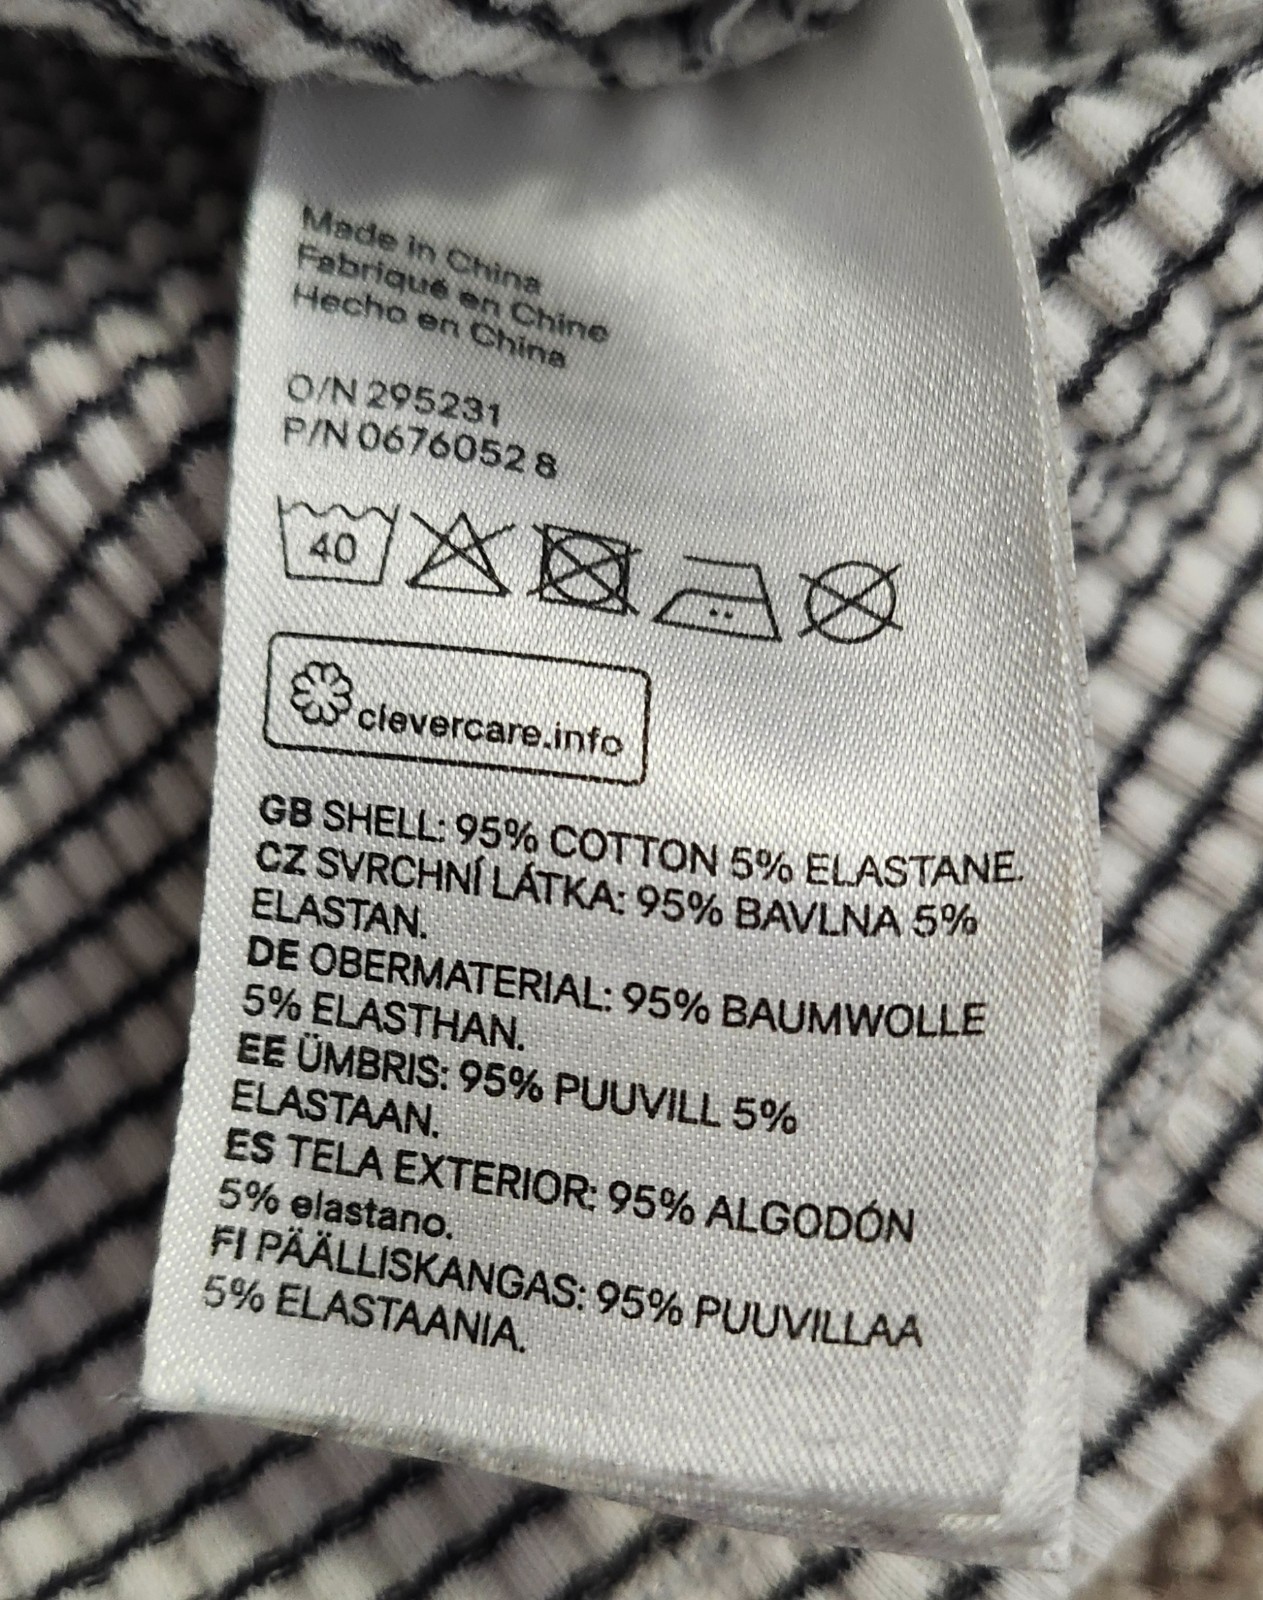 Made in China
Fabriqué en Chine
Hecho en China
O/N 295231
P/N 0676052 8
40
clevercare.info
GB SHELL: 95% COTTON 5% ELASTANE.
CZ SVRCHNÍ LÁTKA: 95% BAVLNA 5%
ELASTAN.
DE OBERMATERIAL: 95% BAUMWOLLE
5% ELASTHAN.
EE ÜMBRIS: 95% PUUVILL 5%
ELASTAAN.
ES TELA EXTERIOR: 95% ALGODÓN
5% elastano.
FI PÄÄLLISKANGAS: 95% PUUVILLAA
5% ELASTAANIA.